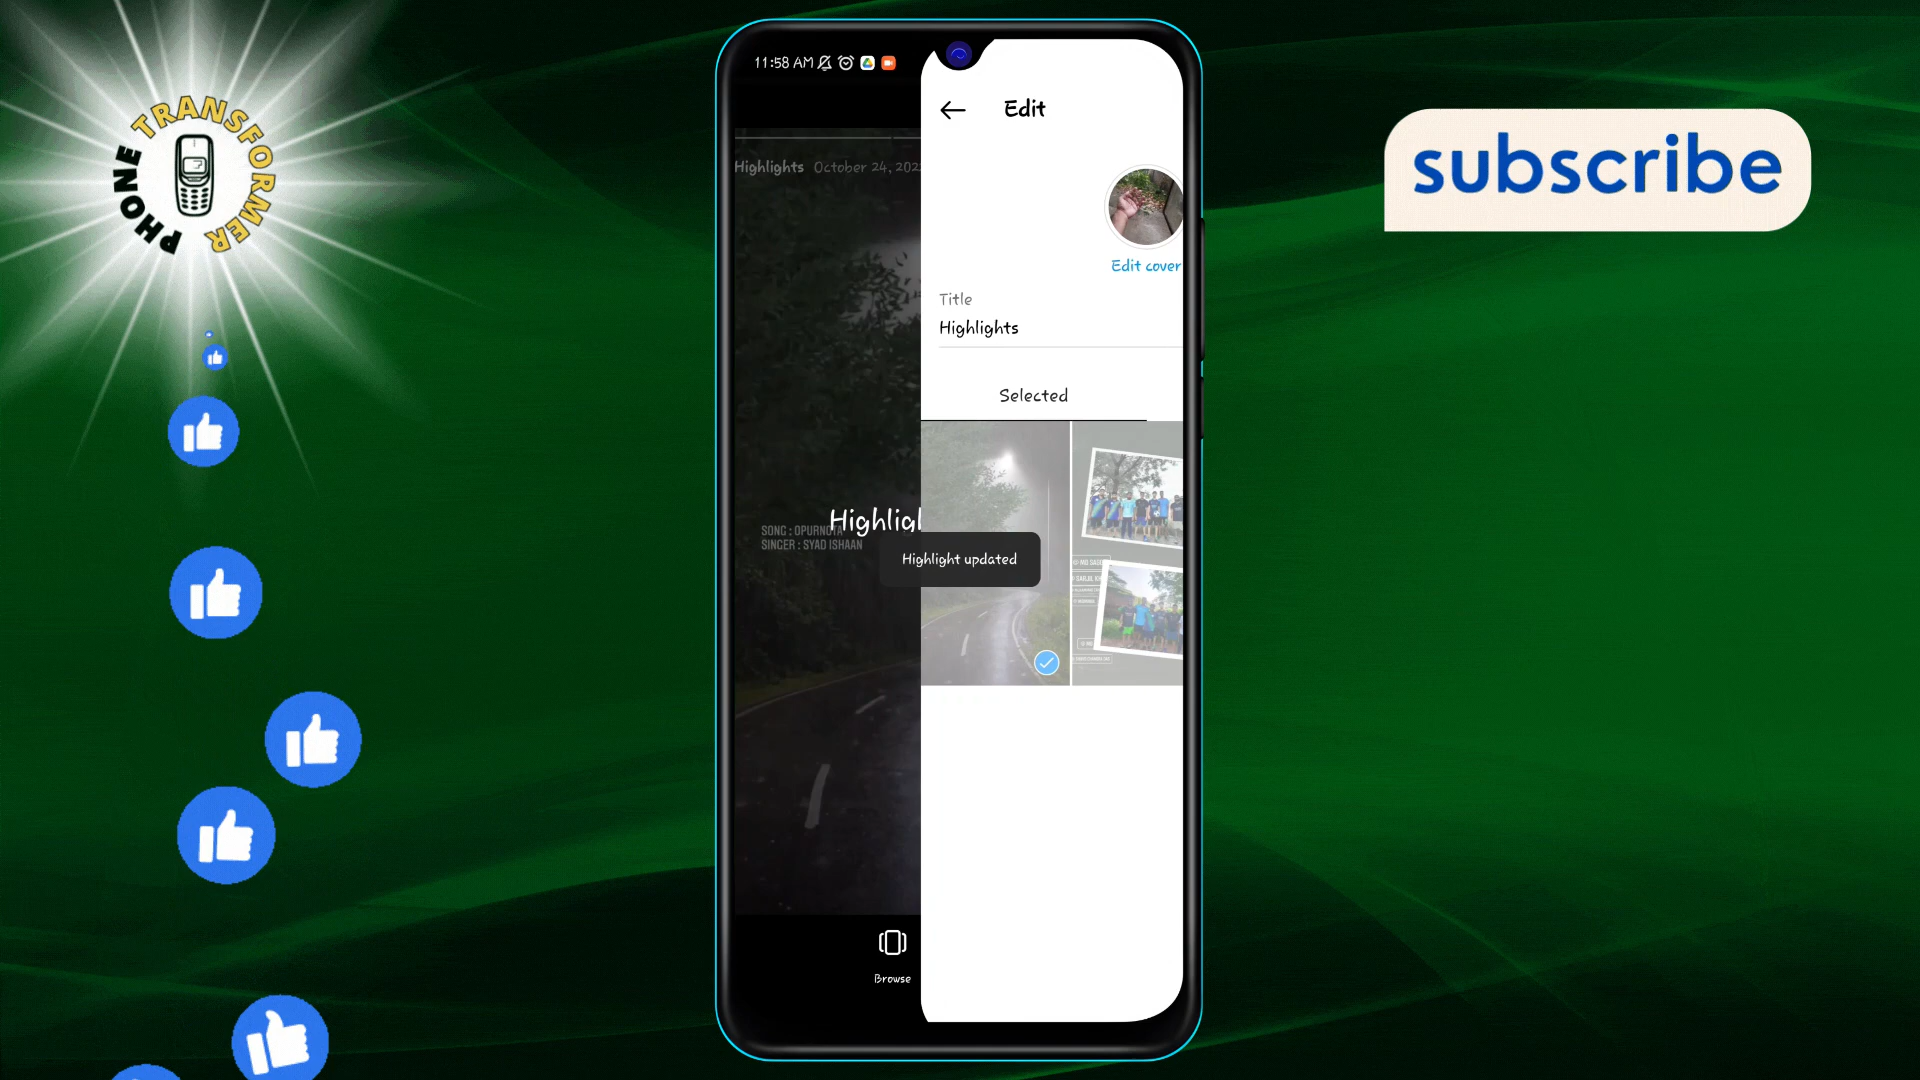 PHONE TRANSFORMER
subscribe
11:58 AM
Edit
Highlights October 24, 202
Edit cover
Title
Highlights
Selected
Highligh
SONG : OPURNOTA
SINGER : SYAD ISHAAN
Highlight updated
Browse